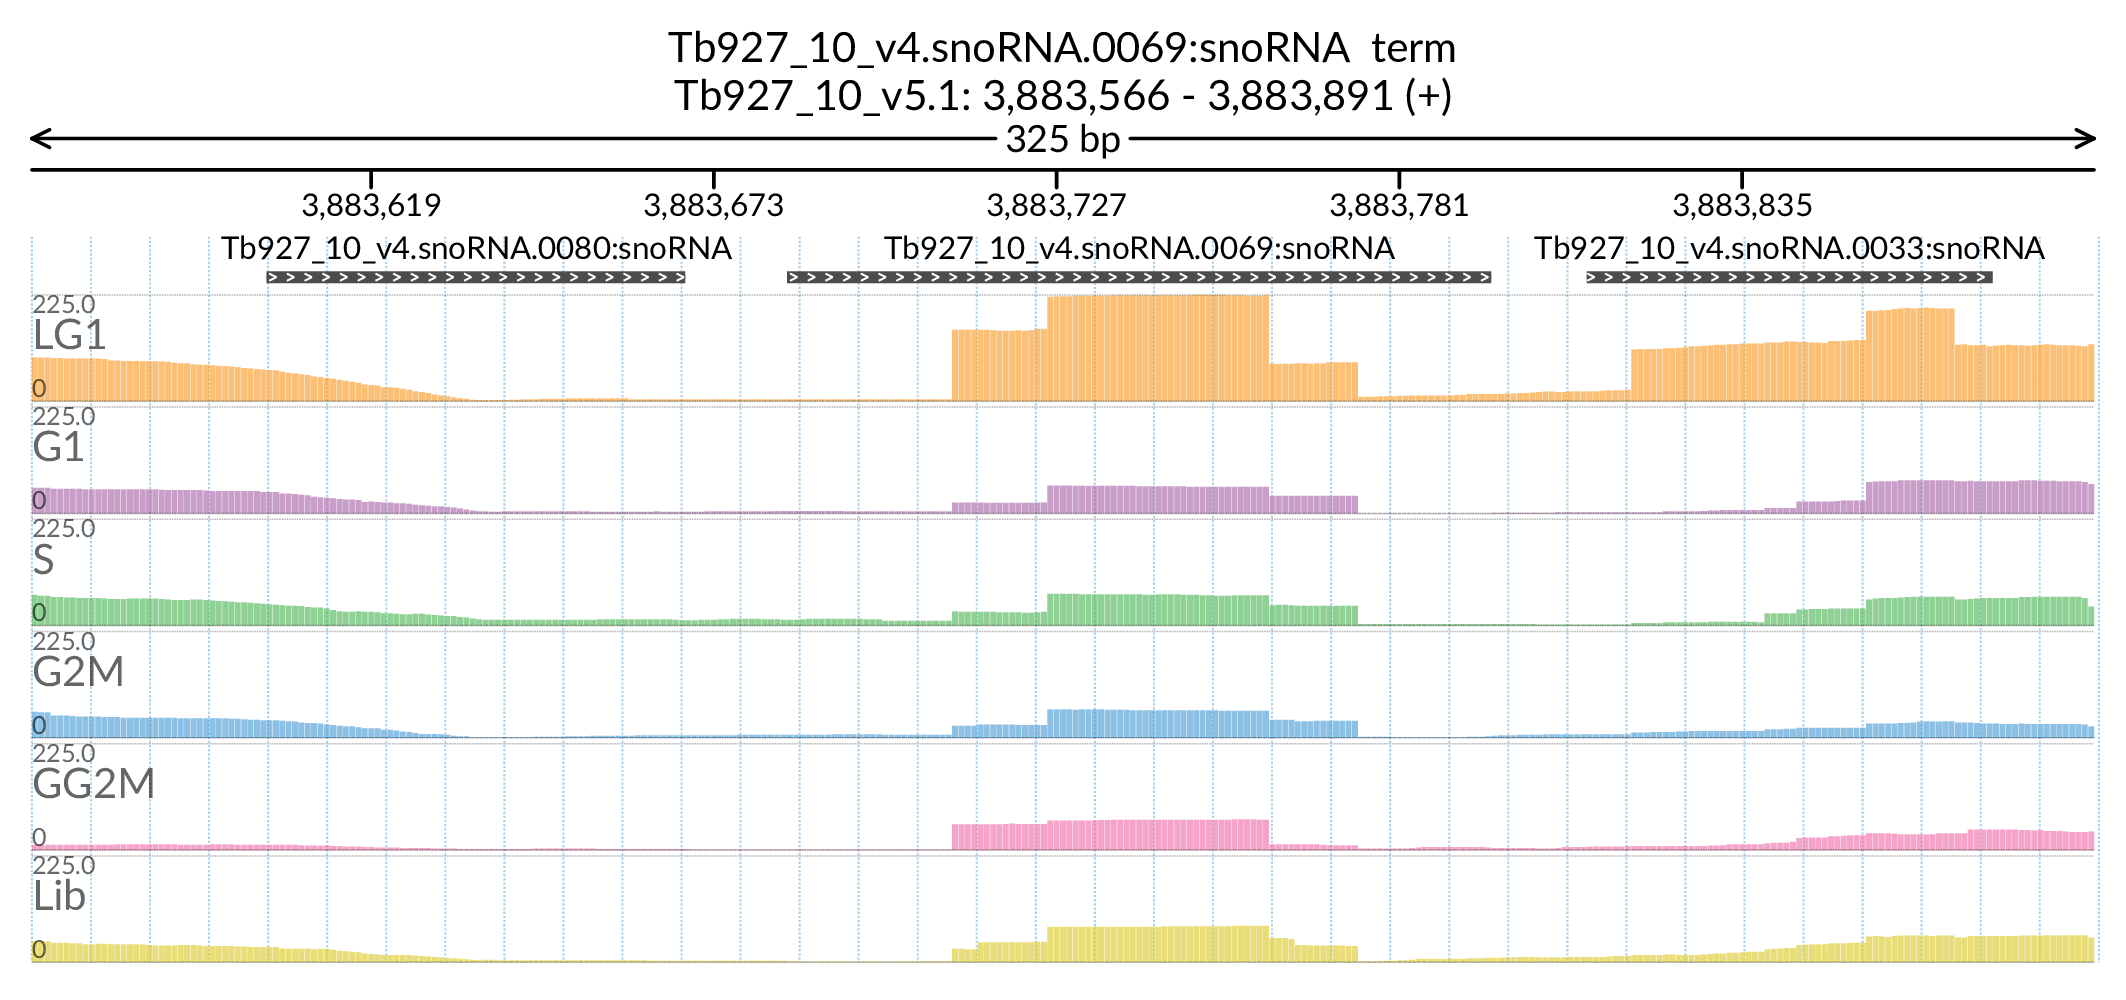 Tb927_10_v4.snoRNA.0069:snoRNA term
Tb927_10_v5.1: 3,883,566 - 3,883,891 (+)
325 bp
3,883,619 3,883,673 3,883,727 3,883,781 3,883,835
Tb927_10_v4.snoRNA.0080:snoRNA Tb927_10_v4.snoRNA.0069:snoRNA Tb927_10_v4.snoRNA.0033:snoRNA
225.0
LG1
0
225.0
G1
0
225.0
S
0
225.0
G2M
0
225.0
GG2M
0
225.0
Lib
0